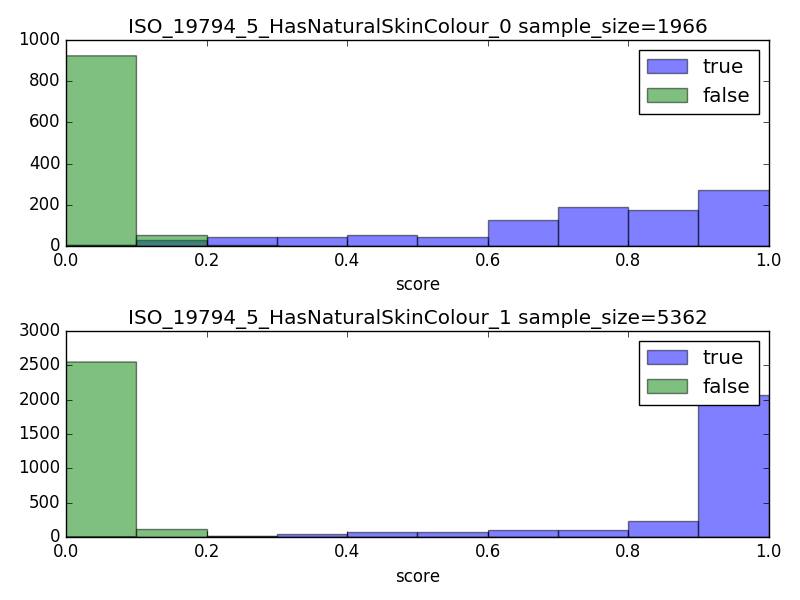 ISO_19794_5_HasNaturalSkinColour_0 sample_size=1966
1000
800
600
400
200
0
true
false
0.0 0.2 0.4 0.6 0.8 1.0
score
ISO_19794_5_HasNaturalSkinColour_1 sample_size=5362
3000
2500
2000
1500
1000
500
0
true
false
0.0 0.2 0.4 0.6 0.8 1.0
score